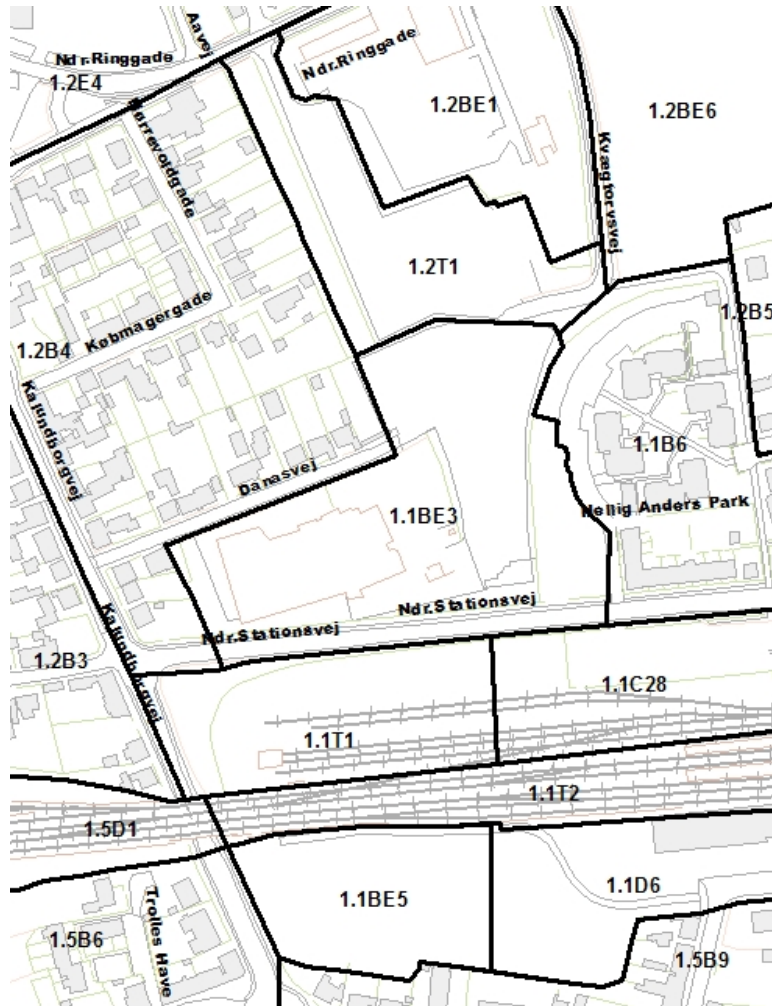 Aavej
Ndr.Ringgade
Ndr.Ringgade
1.2E4
1.2BE1
1.2BE6
Nørrevoldgade
Kvægtorvsvej
1.2T1
Købmagergade
1.2B4
1.2B5
Kalundborgvej
1.1B6
Danasvej
Hellig Anders Park
1.1BE3
Ndr.Stationsvej
Ndr.Stationsvej
Kalundborgvej
1.2B3
1.1C28
1.1T1
1.1T2
1.5D1
1.1D6
1.1BE5
Trolles Have
1.5B6
1.5B9